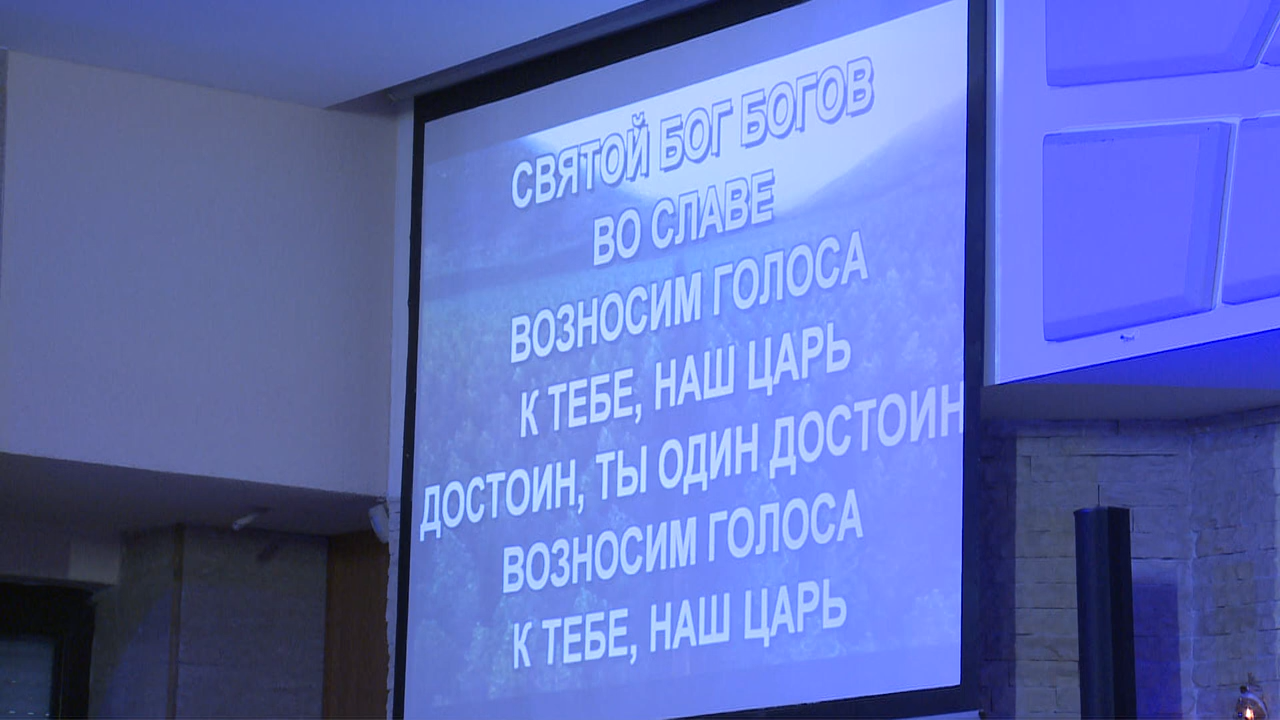 СВЯТОЙ БОГ БОГОВ
ВО СЛАВЕ
ВОЗНОСИМ ГОЛОСА
К ТЕБЕ, НАШ ЦАРЬ
ДОСТОИН, ТЫ ОДИН ДОСТОИН
ВОЗНОСИМ ГОЛОСА
К ТЕБЕ, НАШ ЦАРЬ